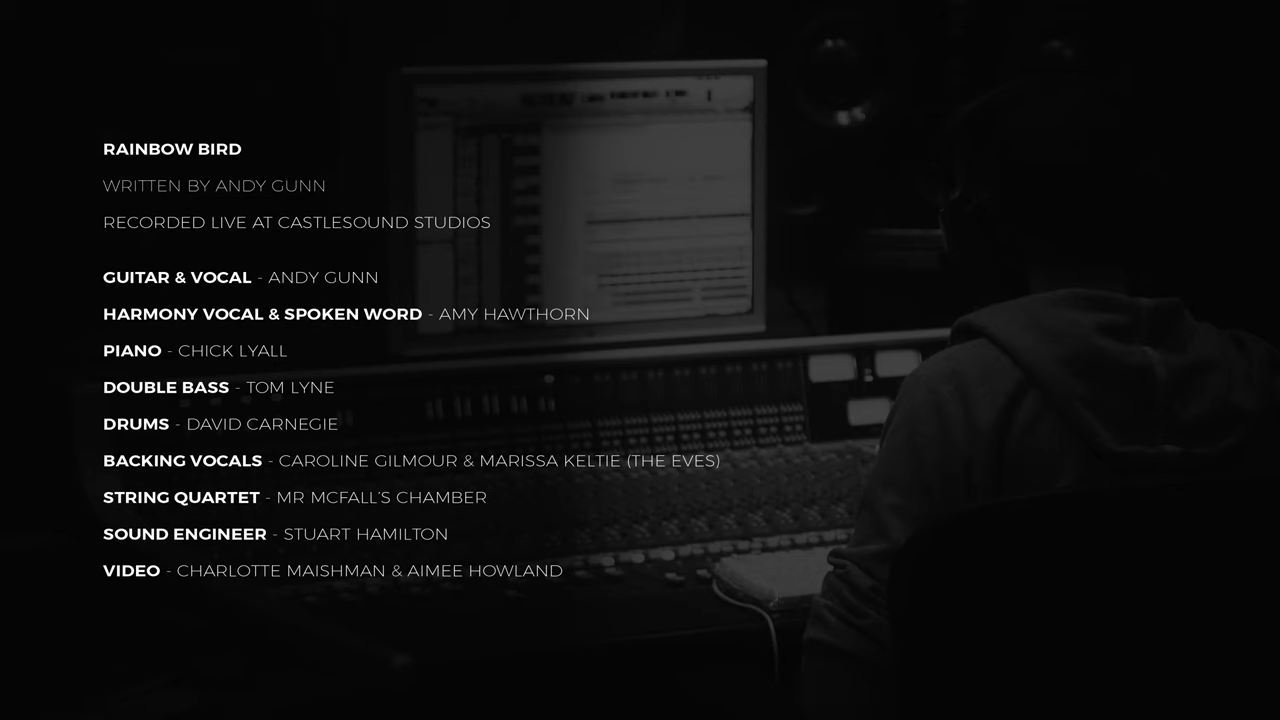 RAINBOW BIRD
WRITTEN BY ANDY GUNN
RECORDED LIVE AT CASTLESOUND STUDIOS
GUITAR & VOCAL - ANDY GUNN
HARMONY VOCAL & SPOKEN WORD - AMY HAWTHORN
PIANO - CHICK LYALL
DOUBLE BASS - TOM LYNE
DRUMS - DAVID CARNEGIE
BACKING VOCALS - CAROLINE GILMOUR & MARISSA KELTIE (THE EVES)
STRING QUARTET - MR MCFALL'S CHAMBER
SOUND ENGINEER - STUART HAMILTON
VIDEO - CHARLOTTE MAISHMAN & AIMEE HOWLAND